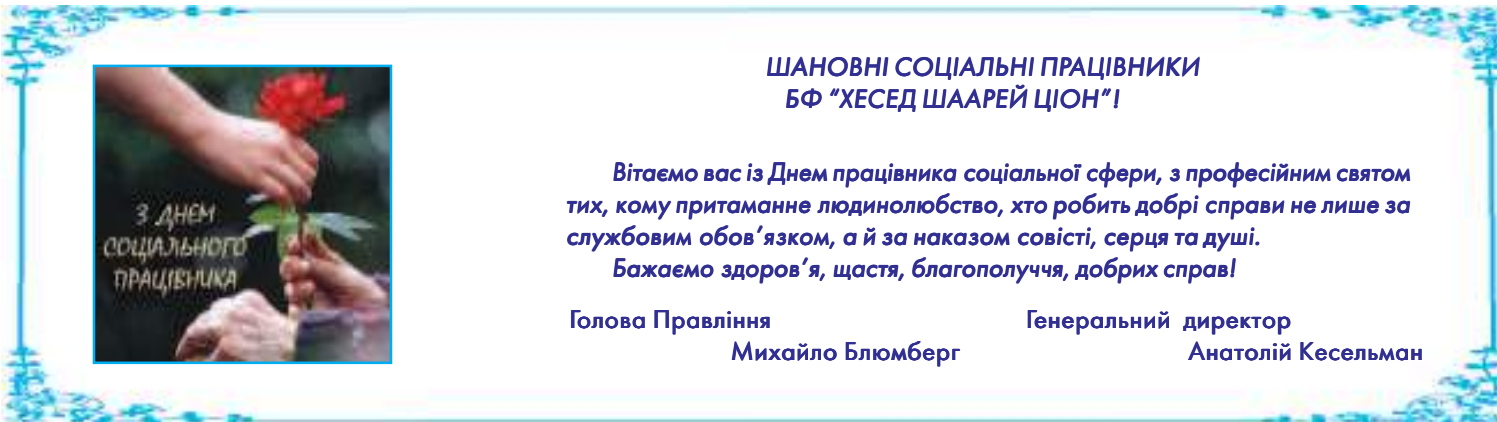 З ДНЁМ
СОЦІАЛЬНОГО
ПРАЦІВНИКА
ШАНОВНІ СОЦІАЛЬНІ ПРАЦІВНИКИ
БФ “ХЕСЕД ШААРЕЙ ЦІОН”!
Вітаємо вас із Днем працівника соціальної сфери, з професійним святом
тих, кому притаманне людинолюбство, хто робить добрі справи не лише за
службовим обов’язком, а й за наказом совісті, серця та душі.
Бажаємо здоров’я, щастя, благополуччя, добрих справ!
Голова Правління
Михайло Блюмберг
Генеральний директор
Анатолій Кесельман